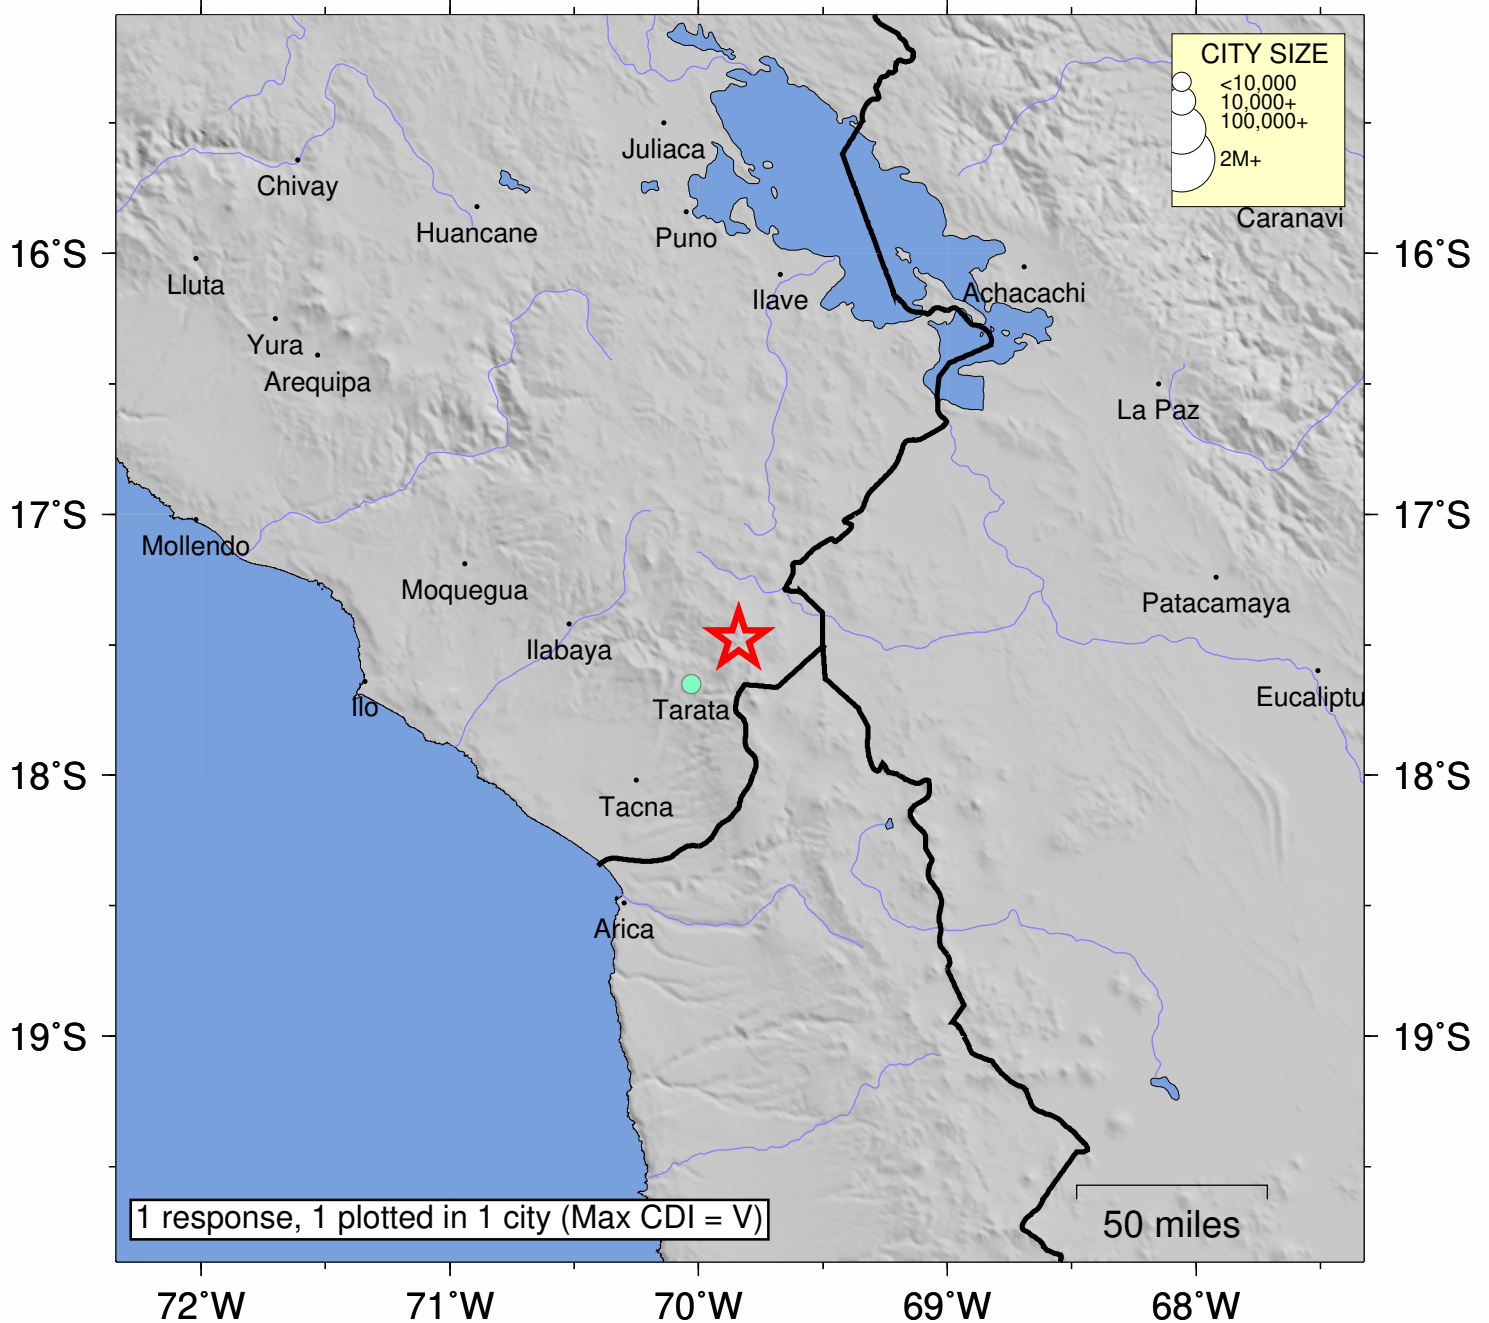 CITY SIZE
<10,000
10,000+
100,000+
2M+
Juliaca
Chivay
Caranavi
Huancane
Puno
16˚S
16˚S
Lluta
Ilave
Achacachi
Yura
Arequipa
La Paz
17˚S
17˚S
Mollendo
Moquegua
Patacamaya
Ilabaya
Eucaliptu
Ilo
Tarata
18˚S
18˚S
Tacna
Arica
19˚S
19˚S
1 response, 1 plotted in 1 city (Max CDI = V)
50 miles
72˚W
71˚W
70˚W
69˚W
68˚W